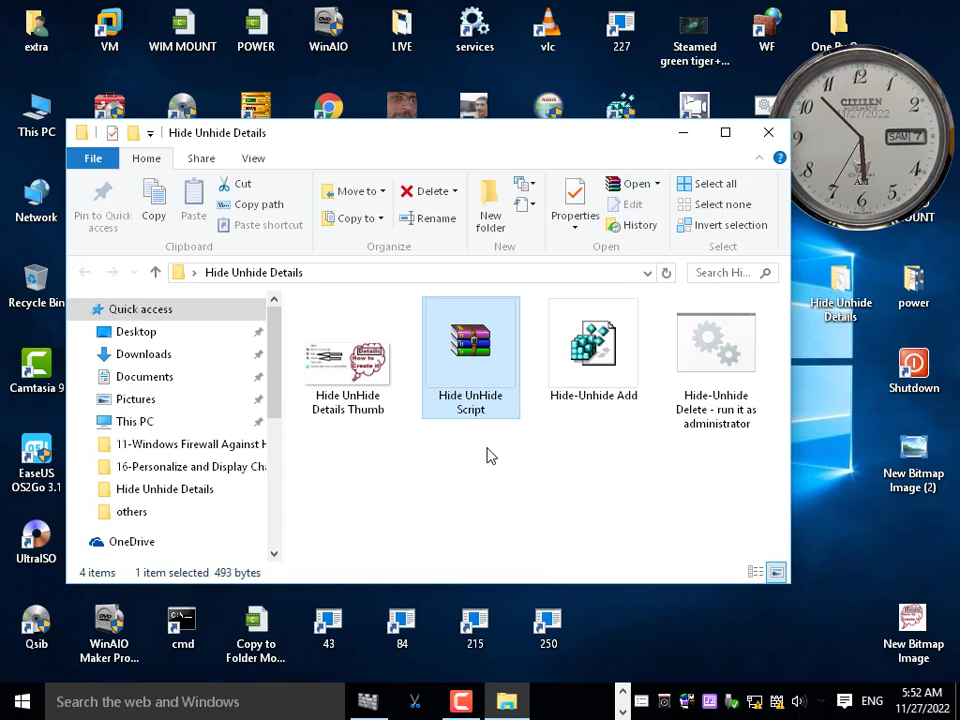 extra
VM
WIM MOUNT
POWER
WinAIO
LIVE
services
vlc
227
Steamed
green tiger+...
WF
This PC
Network
Recycle Bin
Camtasia 9
EaseUS
OS2Go 3.1
UltraISO
CITIZEN
AUTOMATIC
11/27/2022
SAM 7
AM
Hide Unhide Details
File
Home
Share
View
Pin to Quick
access
Copy
Paste
Cut
Copy path
Paste shortcut
Clipboard
Move to
Copy to
Delete
Rename
Organize
New
folder
New
Properties
Open
Edit
History
Open
Select all
Select none
Invert selection
Select
Hide Unhide Details
Search Hi...
Quick access
Desktop
Downloads
Documents
Pictures
This PC
11-Windows Firewall Against H
16-Personalize and Display Cha
Hide Unhide Details
others
OneDrive
Hide UnHide
Details Thumb
Hide UnHide
Script
Hide-Unhide Add
Hide-Unhide
Delete - run it as
administrator
4 items
1 item selected
493 bytes
Hide Unhide
Details
power
Shutdown
New Bitmap
Image (2)
Qsib
WinAIO
Maker Pro...
cmd
Copy to
Folder Mo...
43
84
215
250
New Bitmap
Image
Search the web and Windows
ENG
5:52 AM
11/27/2022